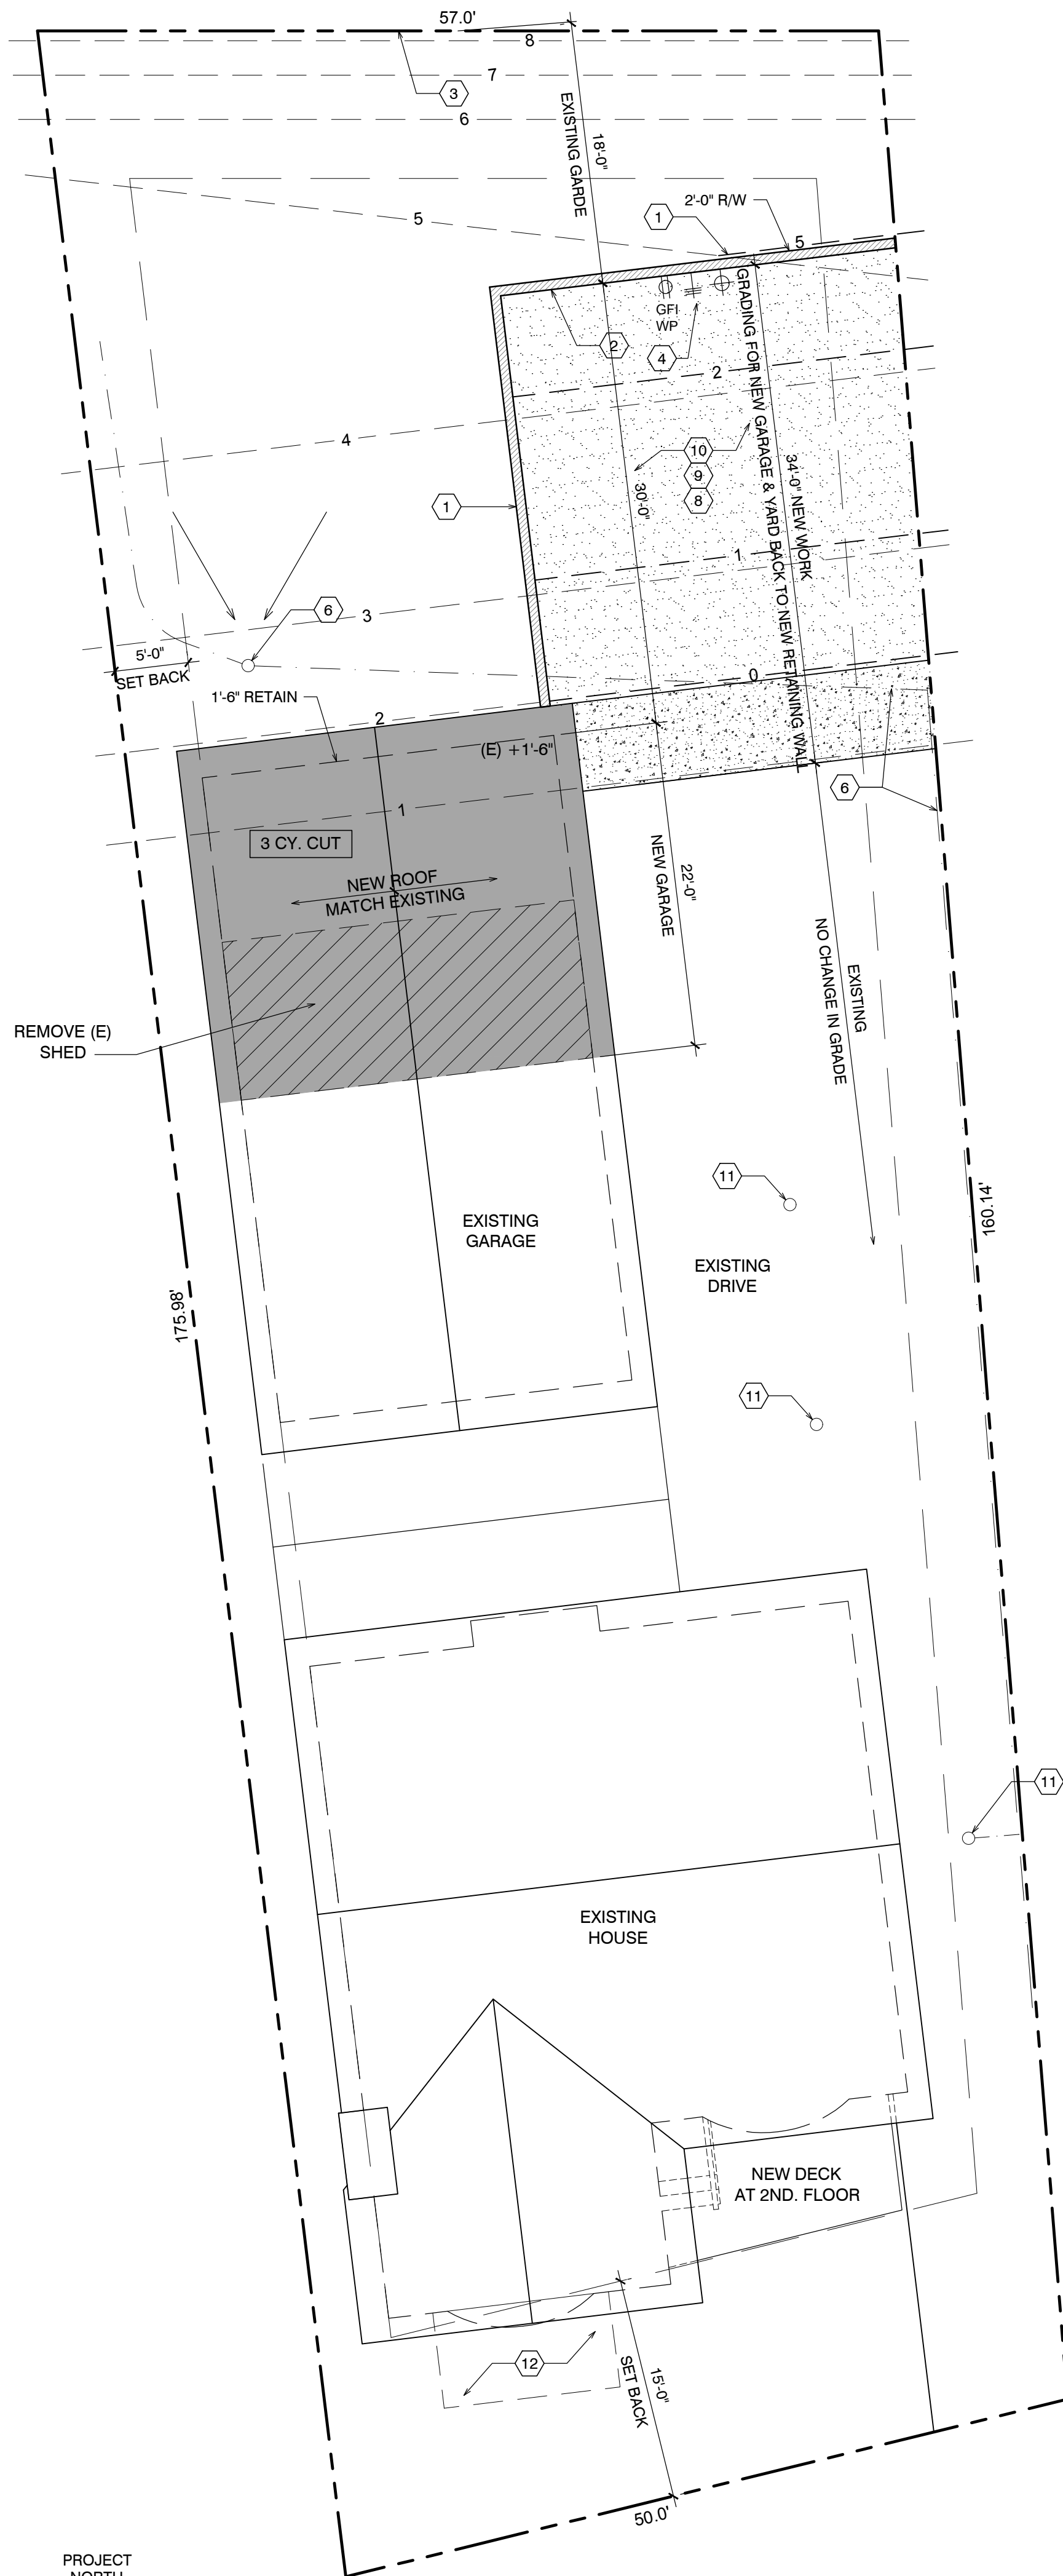 57.0'
8
7
3
6
EXISTING GARDE
18'-0"
5
1
2'-0" R/W
5
GFI
WP
2
4
2
GRADING FOR NEW GARAGE & YARD BACK TO NEW RETAINING WALL
34'-0" NEW WORK
4
10
9
8
30'-0"
1
1
6
3
5'-0"
SET BACK
0
1'-6" RETAIN
2
(E) +1'-6"
6
1
3 CY. CUT
NEW ROOF
MATCH EXISTING
NEW GARAGE
22'-0"
EXISTING
NO CHANGE IN GRADE
REMOVE (E)
SHED
11
160.14'
EXISTING
GARAGE
EXISTING
DRIVE
175.98'
11
11
EXISTING
HOUSE
NEW DECK
AT 2ND. FLOOR
12
SET BACK
15'-0"
50.0'
PROJECT
NORTH